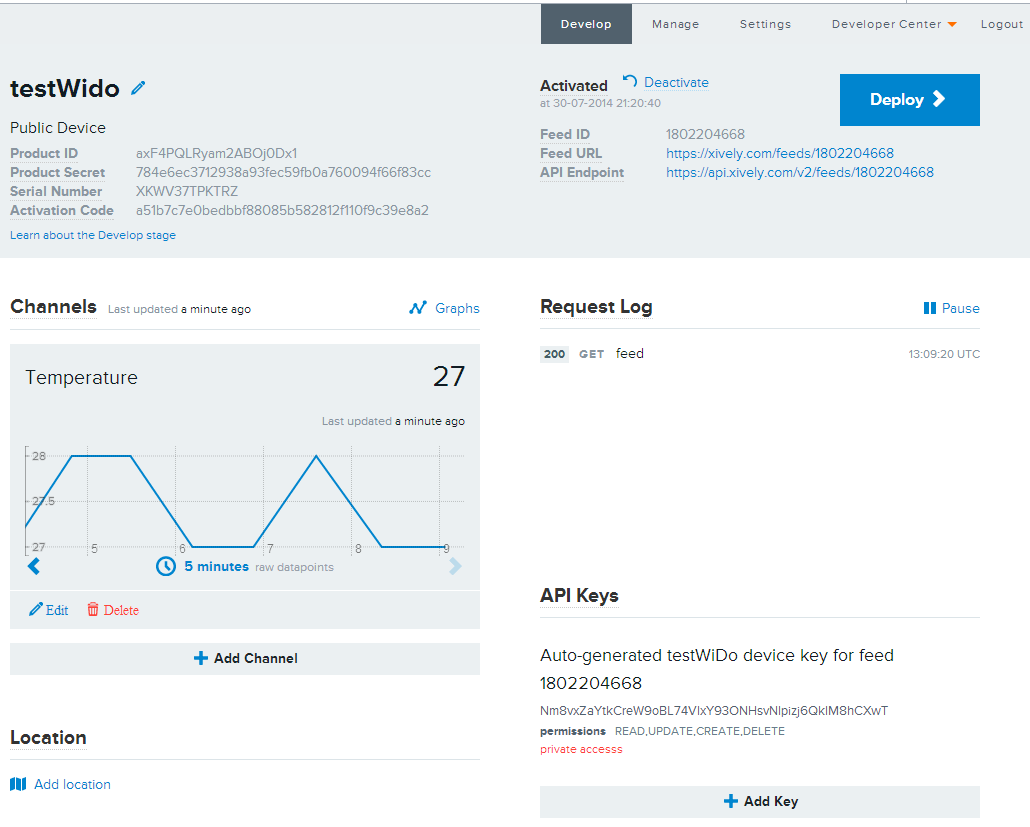 Develop Manage Settings Developer Center Logout
testWido
Public Device
Product ID axF4PQLRyam2ABOj0Dx1
Product Secret 784e6ec3712938a93fec59fb0a760094f66f83cc
Serial Number XKWV37TPKTRZ
Activation Code a51b7c7e0bedbbf88085b582812f110f9c39e8a2
Learn about the Develop stage
Activated Deactivate
at 30-07-2014 21:20:40
Feed ID 1802204668
Feed URL https://xively.com/feeds/1802204668
API Endpoint https://api.xively.com/v2/feeds/1802204668
Deploy
Channels Last updated a minute ago Graphs
Temperature 27
Last updated a minute ago
28
27.5
27
5 6 7 8 9
5 minutes raw datapoints
Edit Delete
Add Channel
Location
Add location
Request Log Pause
200 GET feed 13:09:20 UTC
API Keys
Auto-generated testWiDo device key for feed
1802204668
Nm8vxZaYtkCreW9oBL74VlxY93ONHsvNlpizj6QklM8hCXwT
permissions READ,UPDATE,CREATE,DELETE
private accesss
Add Key